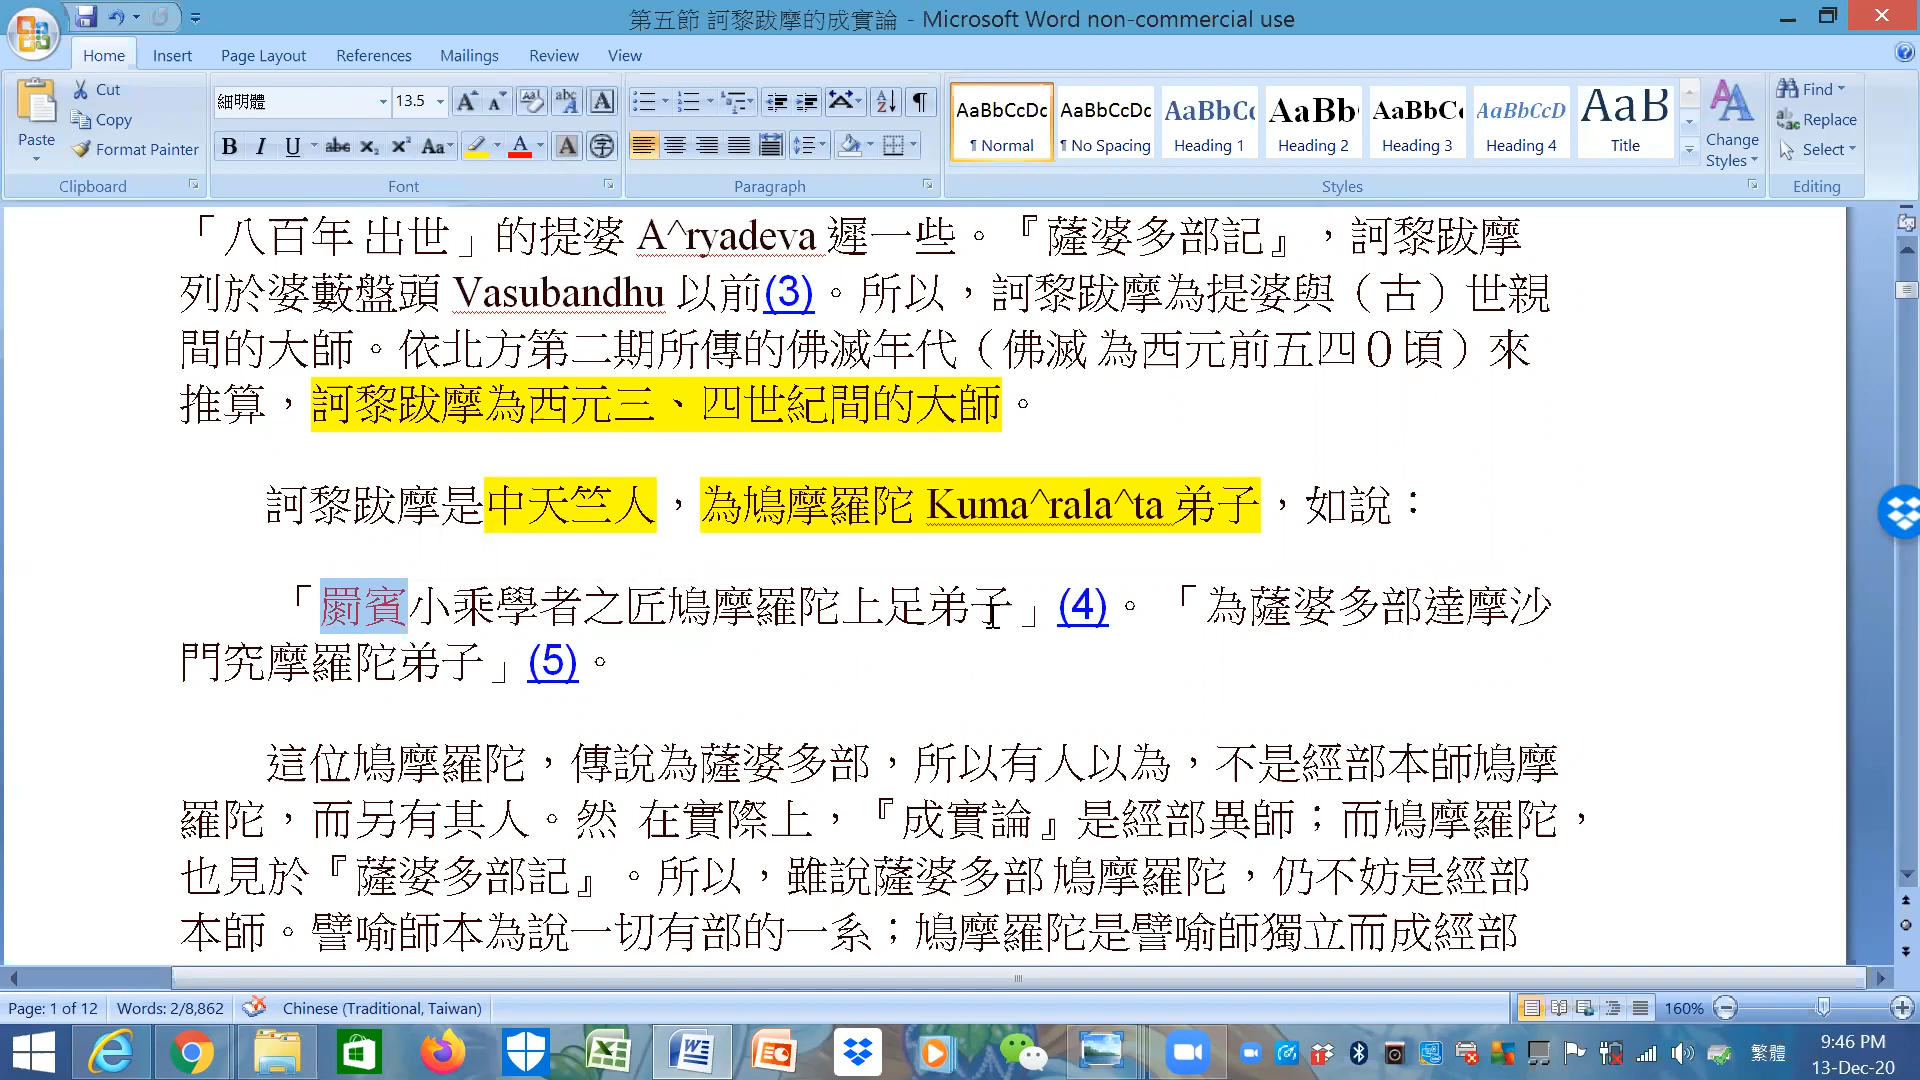 第五節 訶黎跋摩的成實論 - Microsoft Word non-commercial use
Home Insert Page Layout References Mailings Review View
Paste
Cut
Copy
Format Painter
Clipboard
細明體 13.5
Font
Paragraph
AaBbCcDc AaBbCcDc AaBbCc AaBb AaBbCc AaBbCcD AaB
¶ Normal ¶ No Spacing Heading 1 Heading 2 Heading 3 Heading 4 Title
Change Styles
Styles
Find
Replace
Select
Editing
「八百年 出世」的提婆 A^ryadeva 遲一些。『薩婆多部記』，訶黎跋摩
列於婆藪盤頭 Vasubandhu 以前(3)。所以，訶黎跋摩為提婆與（古）世親
間的大師。依北方第二期所傳的佛滅年代（佛滅 為西元前五四０頃）來
推算，訶黎跋摩為西元三、四世紀間的大師。
訶黎跋摩是中天竺人，為鳩摩羅陀 Kuma^rala^ta 弟子，如說：
「罽賓小乘學者之匠鳩摩羅陀上足弟子」(4)。「為薩婆多部達摩沙
門究摩羅陀弟子」(5)。
這位鳩摩羅陀，傳說為薩婆多部，所以有人以為，不是經部本師鳩摩
羅陀，而另有其人。然 在實際上，『成實論』是經部異師；而鳩摩羅陀，
也見於『薩婆多部記』。所以，雖說薩婆多部 鳩摩羅陀，仍不妨是經部
本師。譬喻師本為說一切有部的一系；鳩摩羅陀是譬喻師獨立而成經部
Page: 1 of 12 Words: 2/8,862 Chinese (Traditional, Taiwan) 160%
繁體
9:46 PM
13-Dec-20